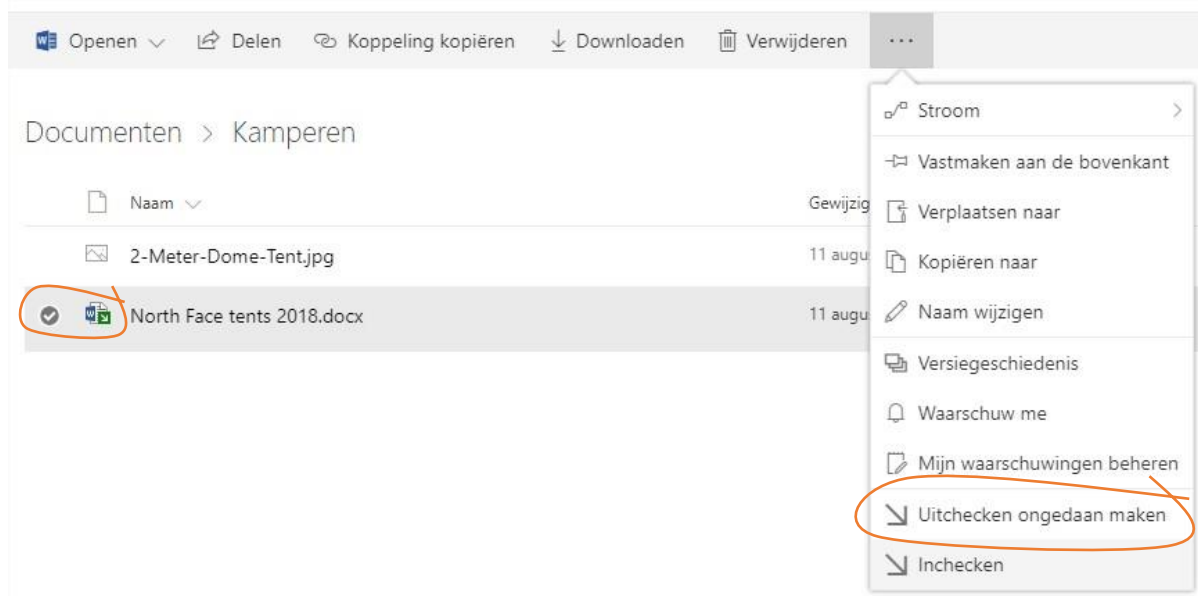 Openen Delen Koppeling kopiëren Downloaden Verwijderen ...
Documenten > Kamperen
Naam Gewijzig
2-Meter-Dome-Tent.jpg 11 augu
North Face tents 2018.docx 11 augu
Stroom
Vastmaken aan de bovenkant
Verplaatsen naar
Kopiëren naar
Naam wijzigen
Versiegeschiedenis
Waarschuw me
Mijn waarschuwingen beheren
Uitchecken ongedaan maken
Inchecken